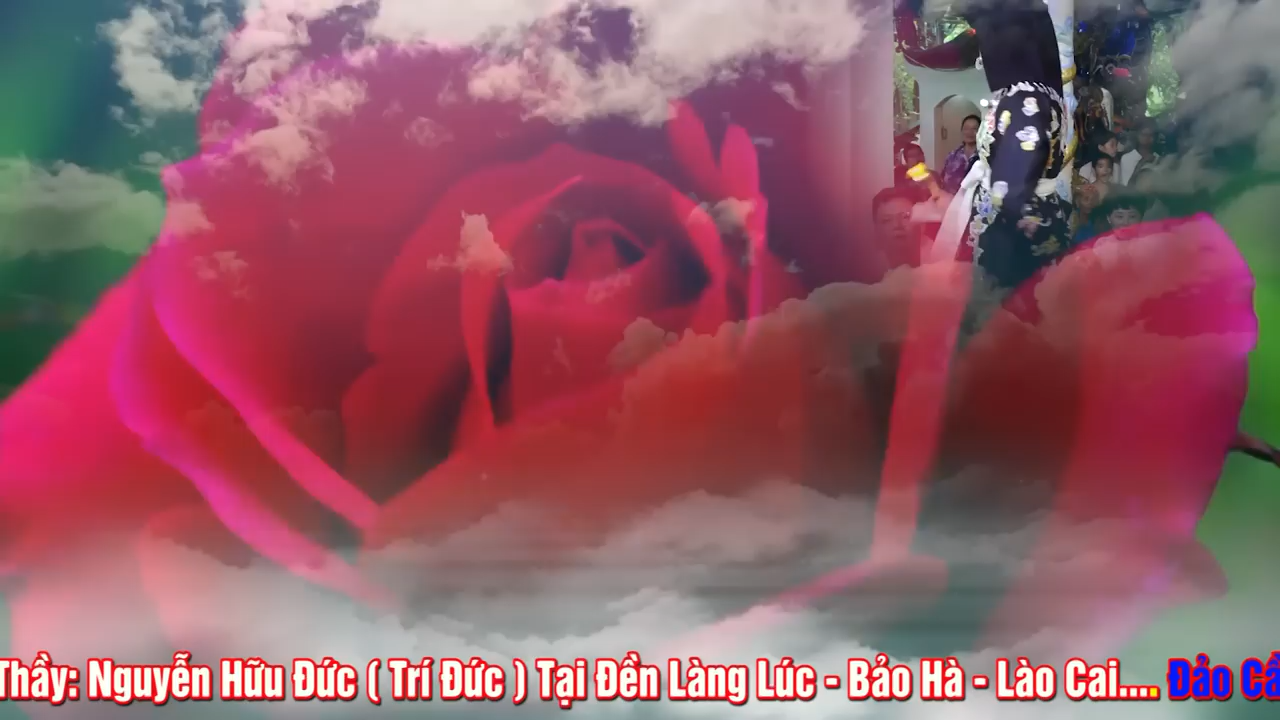 Thầy: Nguyễn Hữu Đức ( Trí Đức ) Tại Đền Làng Lúc - Bảo Hà - Lào Cai.... Đảo